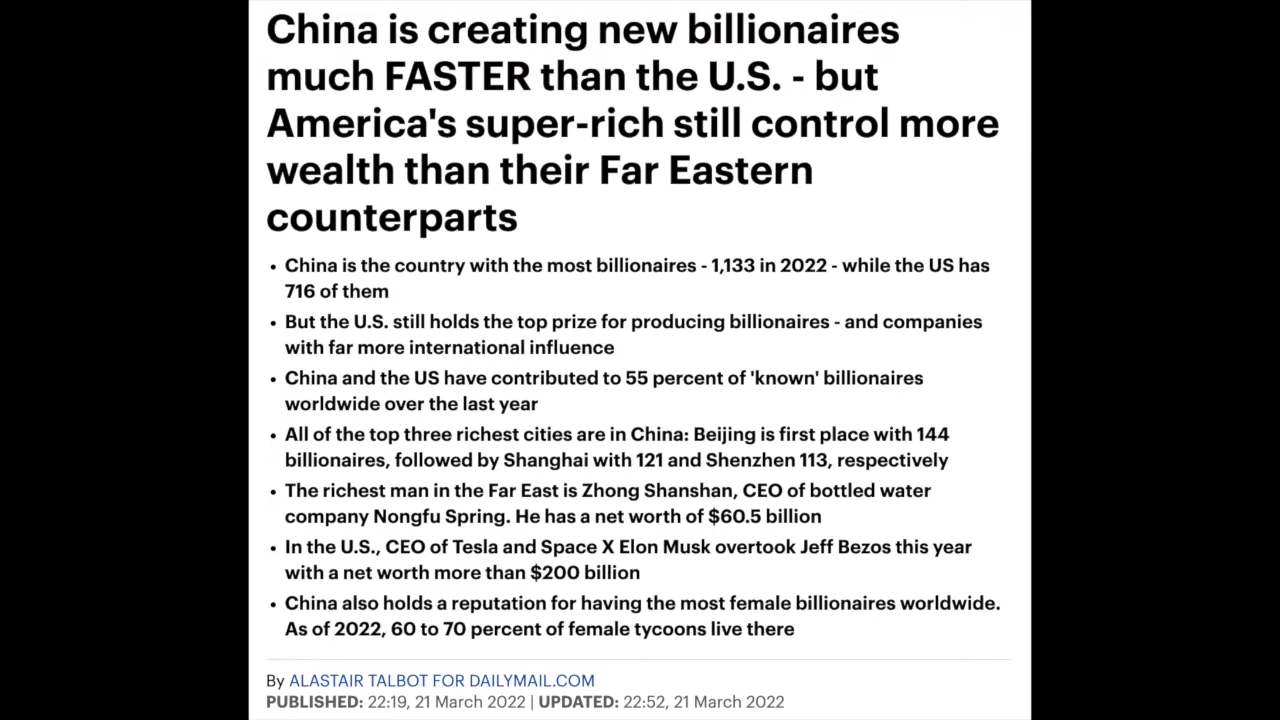 China is creating new billionaires
much FASTER than the U.S. - but
America's super-rich still control more
wealth than their Far Eastern
counterparts
• China is the country with the most billionaires - 1,133 in 2022 - while the US has
716 of them
• But the U.S. still holds the top prize for producing billionaires - and companies
with far more international influence
• China and the US have contributed to 55 percent of 'known' billionaires
worldwide over the last year
• All of the top three richest cities are in China: Beijing is first place with 144
billionaires, followed by Shanghai with 121 and Shenzhen 113, respectively
• The richest man in the Far East is Zhong Shanshan, CEO of bottled water
company Nongfu Spring. He has a net worth of $60.5 billion
• In the U.S., CEO of Tesla and Space X Elon Musk overtook Jeff Bezos this year
with a net worth more than $200 billion
• China also holds a reputation for having the most female billionaires worldwide.
As of 2022, 60 to 70 percent of female tycoons live there
By ALASTAIR TALBOT FOR DAILYMAIL.COM
PUBLISHED: 22:19, 21 March 2022 | UPDATED: 22:52, 21 March 2022